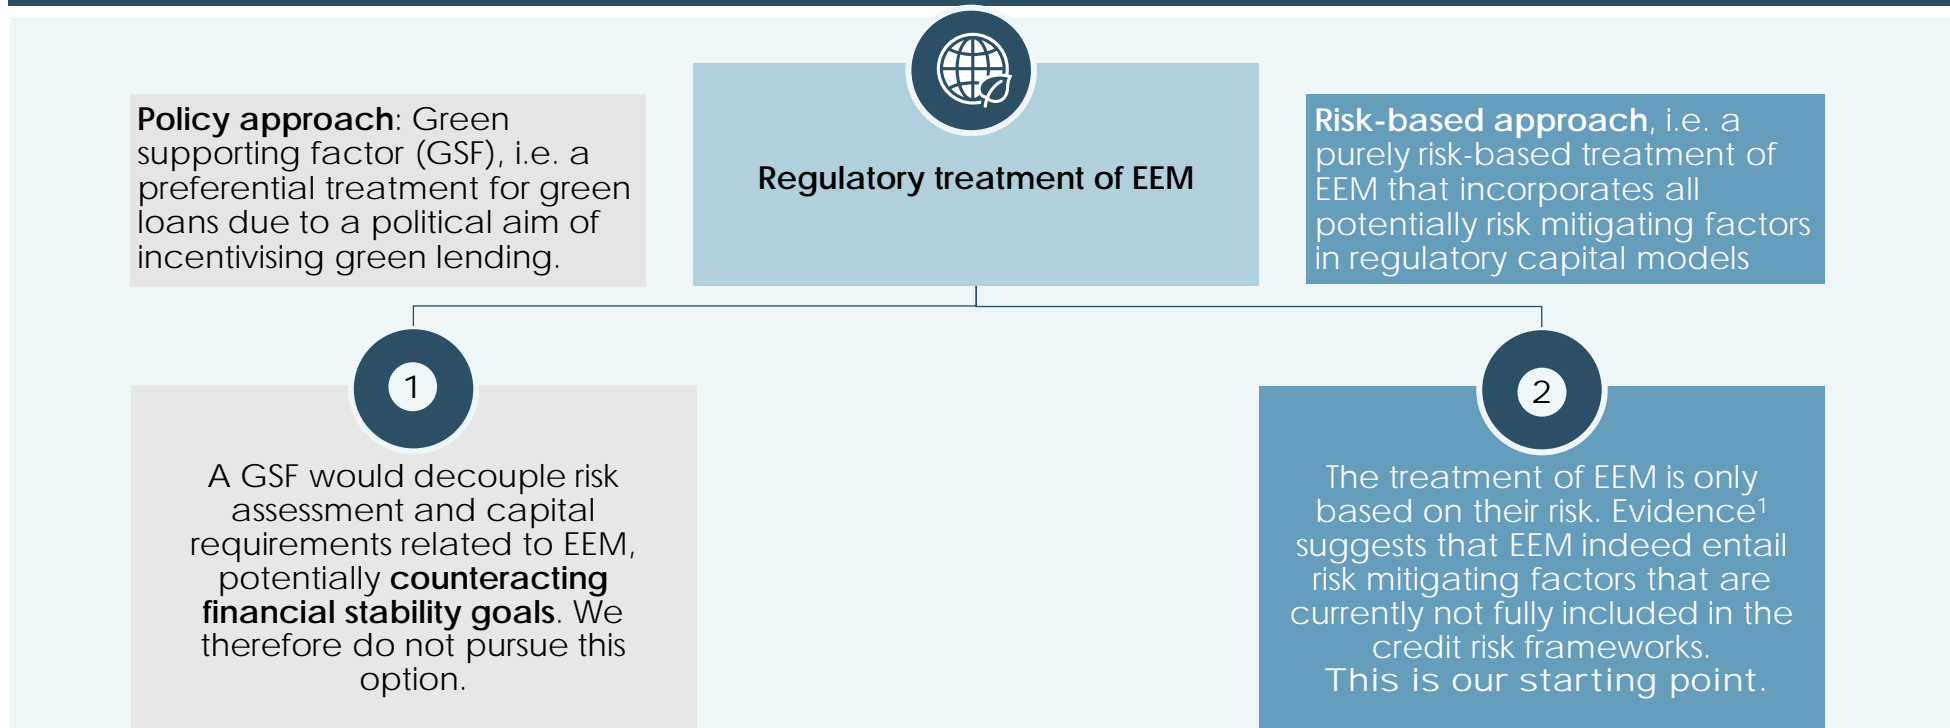 Policy approach: Green
supporting factor (GSF), i.e. a
preferential treatment for green
loans due to a political aim of
incentivising green lending.
Regulatory treatment of EEM
Risk-based approach, i.e. a
purely risk-based treatment of
EEM that incorporates all
potentially risk mitigating factors
in regulatory capital models
1
A GSF would decouple risk
assessment and capital
requirements related to EEM,
potentially counteracting
financial stability goals. We
therefore do not pursue this
option.
2
The treatment of EEM is only
based on their risk. Evidence¹
suggests that EEM indeed entail
risk mitigating factors that are
currently not fully included in the
credit risk frameworks.
This is our starting point.